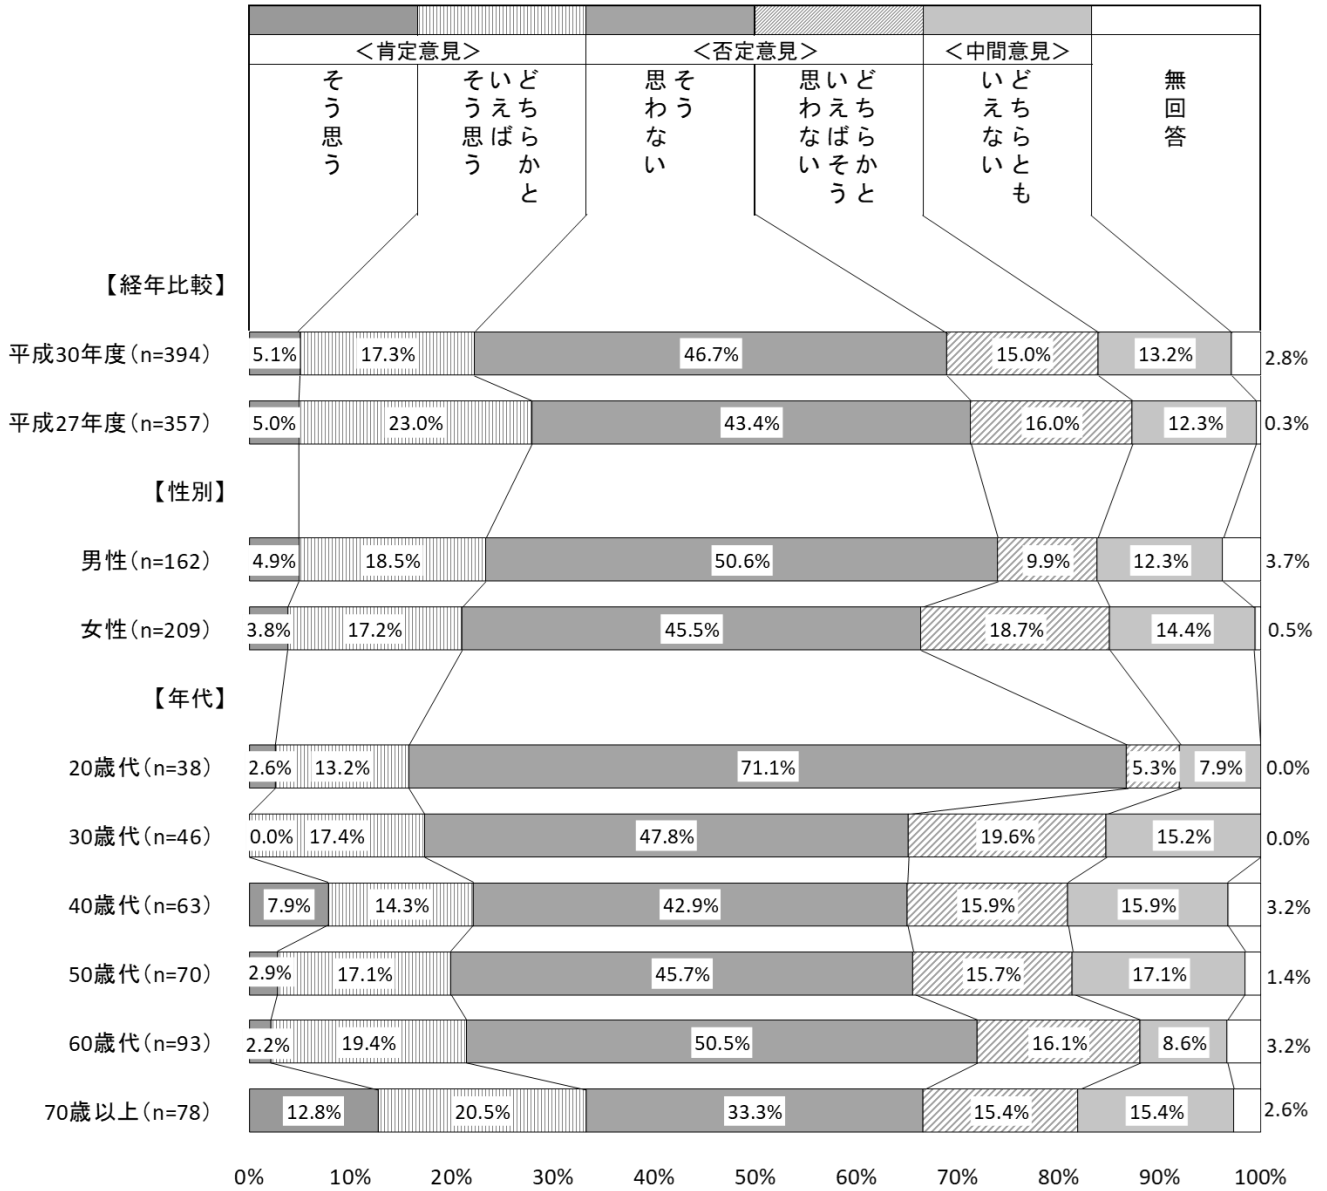 ＜肯定意見＞ ＜否定意見＞ ＜中間意見＞
そう思う
どちらかと
いえば
そう思う
そう
思わない
どちらかと
いえばそう
思わない
どちらとも
いえない
無回答
【経年比較】
平成30年度（n=394） 5.1% 17.3% 46.7% 15.0% 13.2% 2.8%
平成27年度（n=357） 5.0% 23.0% 43.4% 16.0% 12.3% 0.3%
【性別】
男性（n=162） 4.9% 18.5% 50.6% 9.9% 12.3% 3.7%
女性（n=209） 3.8% 17.2% 45.5% 18.7% 14.4% 0.5%
【年代】
20歳代（n=38） 2.6% 13.2% 71.1% 5.3% 7.9% 0.0%
30歳代（n=46） 0.0% 17.4% 47.8% 19.6% 15.2% 0.0%
40歳代（n=63） 7.9% 14.3% 42.9% 15.9% 15.9% 3.2%
50歳代（n=70） 2.9% 17.1% 45.7% 15.7% 17.1% 1.4%
60歳代（n=93） 2.2% 19.4% 50.5% 16.1% 8.6% 3.2%
70歳以上（n=78） 12.8% 20.5% 33.3% 15.4% 15.4% 2.6%
0% 10% 20% 30% 40% 50% 60% 70% 80% 90% 100%